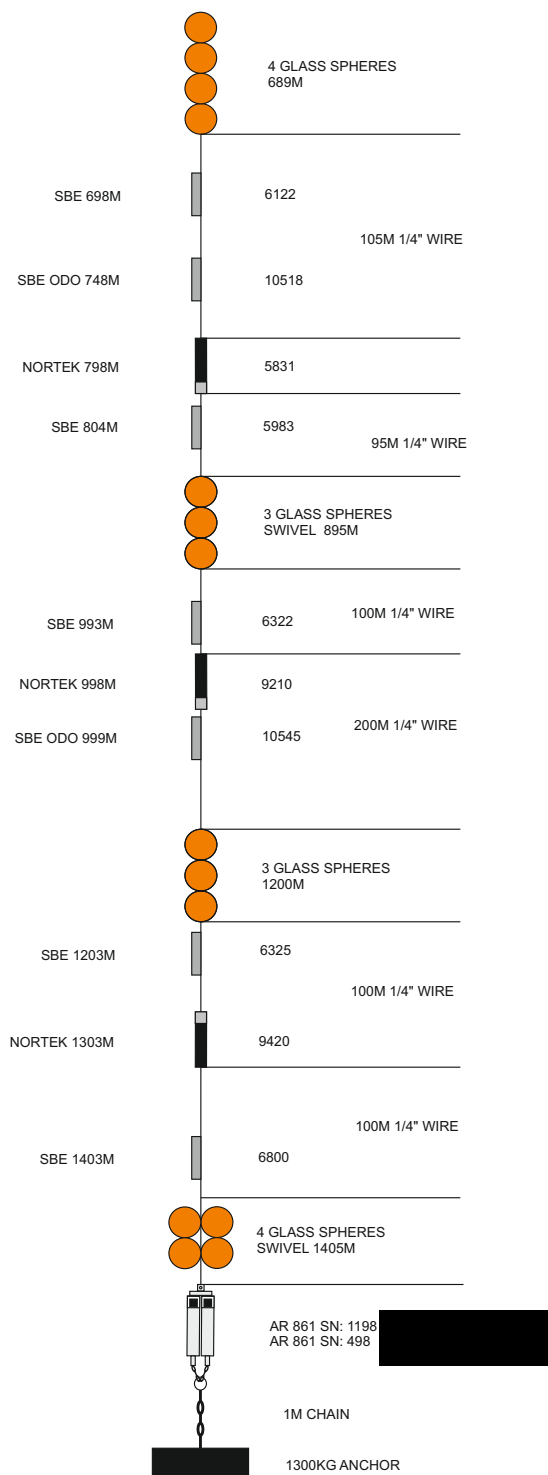 4 GLASS SPHERES
689M
SBE 698M
6122
105M 1/4" WIRE
SBE ODO 748M
10518
NORTEK 798M
5831
SBE 804M
5983
95M 1/4" WIRE
3 GLASS SPHERES
SWIVEL 895M
SBE 993M
6322
100M 1/4" WIRE
NORTEK 998M
9210
SBE ODO 999M
10545
200M 1/4" WIRE
3 GLASS SPHERES
1200M
SBE 1203M
6325
100M 1/4" WIRE
NORTEK 1303M
9420
100M 1/4" WIRE
SBE 1403M
6800
4 GLASS SPHERES
SWIVEL 1405M
AR 861 SN: 1198
AR 861 SN: 498
1M CHAIN
1300KG ANCHOR